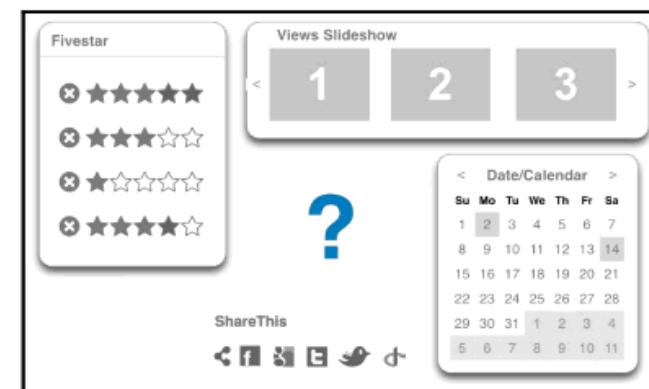 Fivestar
Views Slideshow
< 1 2 3 >
?
< Date/Calendar >
Su Mo Tu We Th Fr Sa
1 2 3 4 5 6 7
8 9 10 11 12 13 14
15 16 17 18 19 20 21
22 23 24 25 26 27 28
29 30 31 1 2 3 4
5 6 7 8 9 10 11
ShareThis